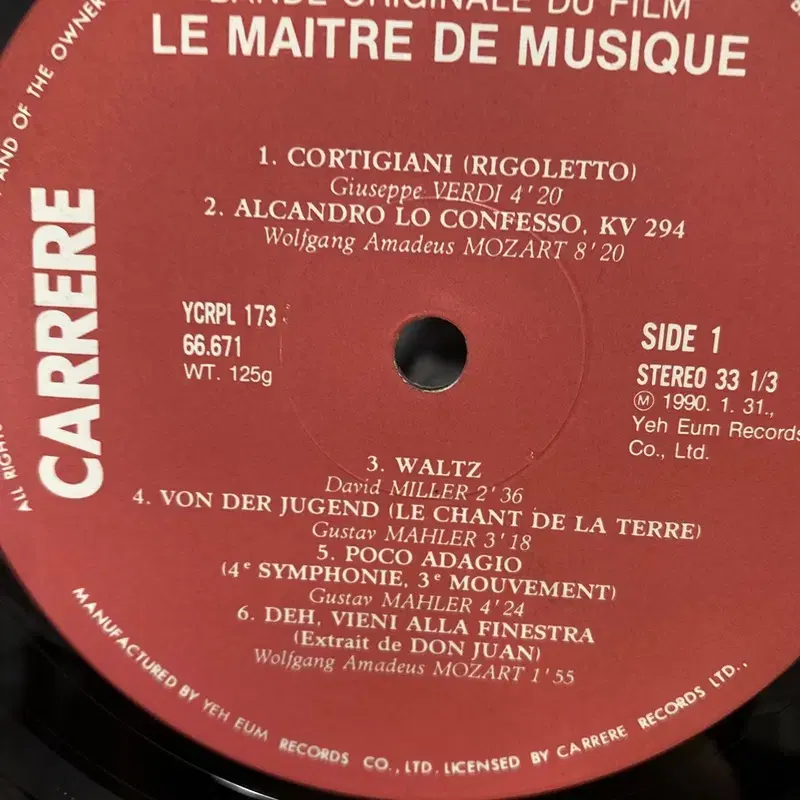 BANDE ORIGINALE DU FILM
LE MAITRE DE MUSIQUE
1. CORTIGIANI (RIGOLETTO)
Giuseppe VERDI 4'20
2. ALCANDRO LO CONFESSO, KV 294
Wolfgang Amadeus MOZART 8'20
CARRERE
YCRPL 173
66.671
WT. 125g
SIDE 1
STEREO 33 1/3
Ⓜ 1990. 1. 31.,
Yeh Eum Records
Co., Ltd.
3. WALTZ
David MILLER 2'36
4. VON DER JUGEND (LE CHANT DE LA TERRE)
Gustav MAHLER 3'18
5. POCO ADAGIO
(4e SYMPHONIE, 3e MOUVEMENT)
Gustav MAHLER 4'24
6. DEH, VIENI ALLA FINESTRA
(Extrait de DON JUAN)
Wolfgang Amadeus MOZART 1'55
MANUFACTURED BY YEH EUM RECORDS CO., LTD. LICENSED BY CARRERE RECORDS LTD.,
ALL RIGHTS
AND OF THE OWNER